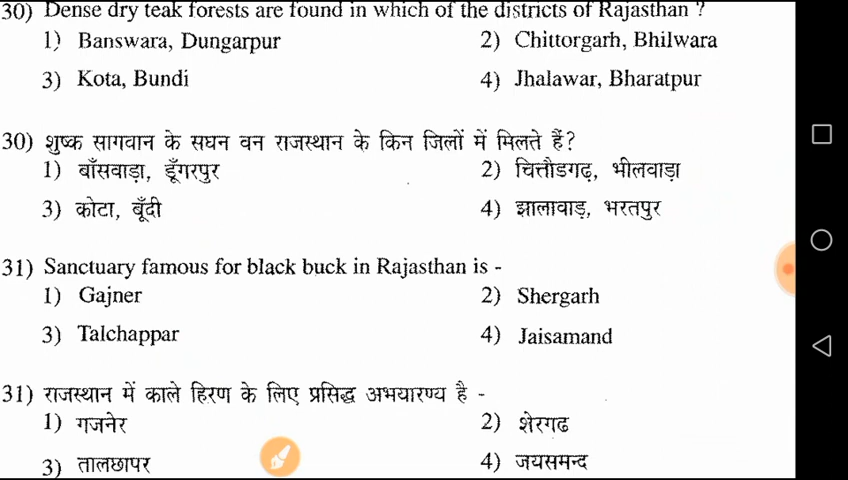 30) Dense dry teak forests are found in which of the districts of Rajasthan ?
1) Banswara, Dungarpur 2) Chittorgarh, Bhilwara
3) Kota, Bundi 4) Jhalawar, Bharatpur
30) शुष्क सागवान के सघन वन राजस्थान के किन जिलों में मिलते हैं?
1) बाँसवाड़ा, डूँगरपुर 2) चित्तौडगढ़, भीलवाड़ा
3) कोटा, बूँदी 4) झालावाड़, भरतपुर
31) Sanctuary famous for black buck in Rajasthan is -
1) Gajner 2) Shergarh
3) Talchappar 4) Jaisamand
31) राजस्थान में काले हिरण के लिए प्रसिद्ध अभयारण्य है -
1) गजनेर 2) शेरगढ
3) तालछापर 4) जयसमन्द